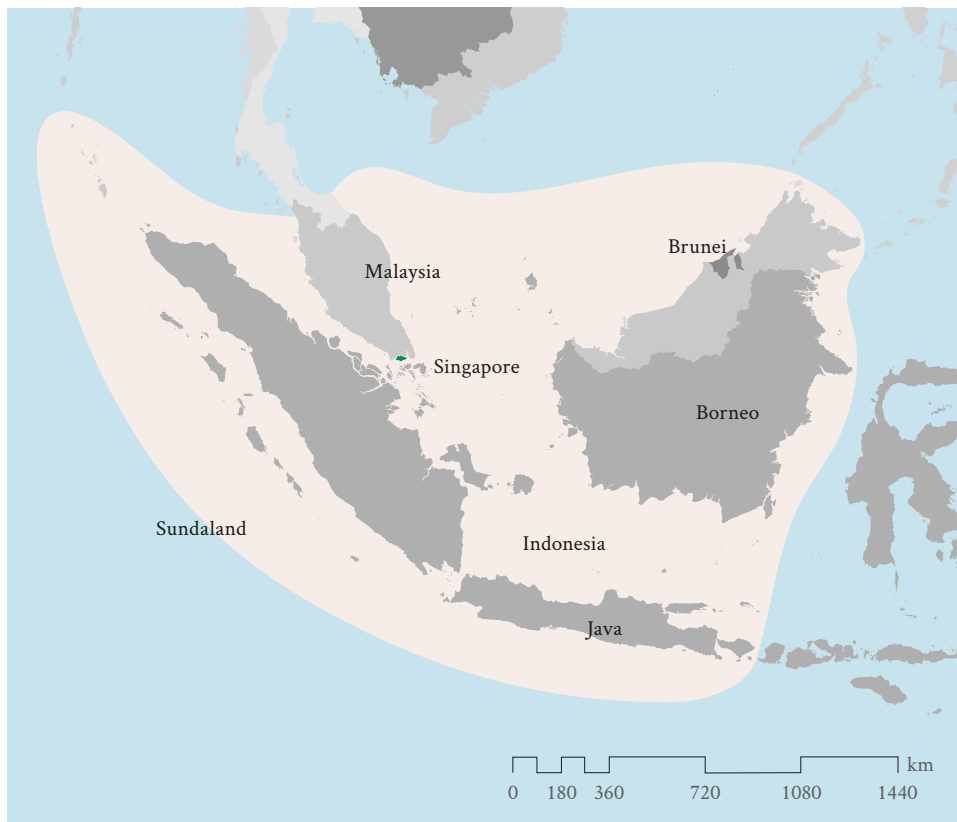 Brunei
Malaysia
Singapore
Borneo
Sundaland
Indonesia
Java
km
0 180 360 720 1080 1440